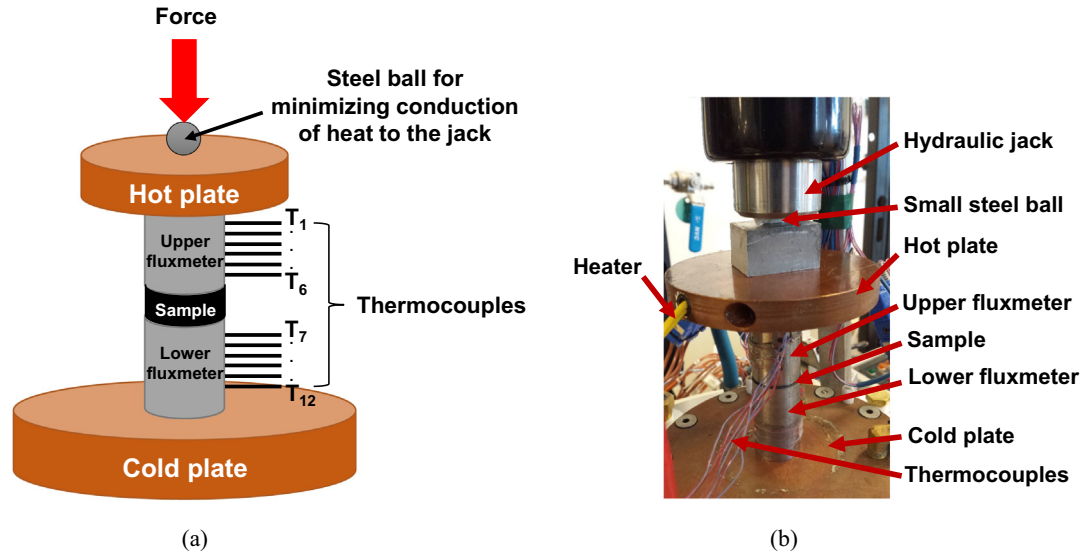 Force
Steel ball for
minimizing conduction
of heat to the jack
Hot plate
T1
Upper
fluxmeter
.
.
T6
Sample
Thermocouples
T7
Lower
fluxmeter
.
.
T12
Cold plate
(a)
Hydraulic jack
Small steel ball
Hot plate
Heater
Upper fluxmeter
Sample
Lower fluxmeter
Cold plate
Thermocouples
(b)